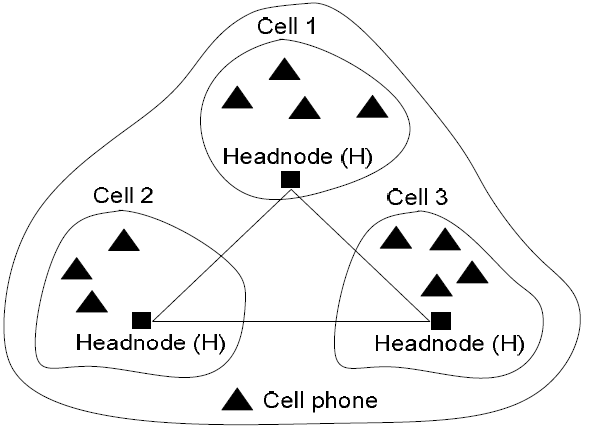 Cell 1
Headnode (H)
Cell 2
Cell 3
Headnode (H)
Headnode (H)
Cell phone